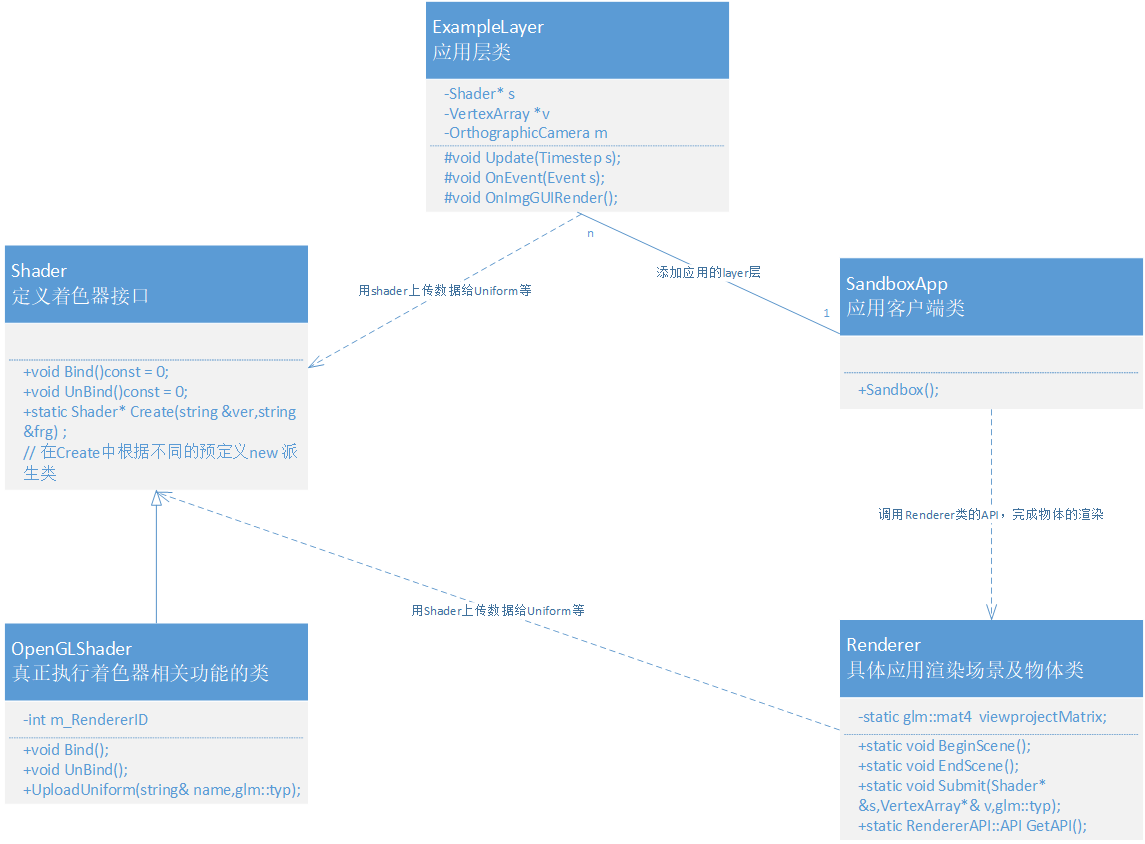 ExampleLayer
应用层类
-Shader* s
-VertexArray *v
-OrthographicCamera m
#void Update(Timestep s);
#void OnEvent(Event s);
#void OnImgGUIRender();
n
添加应用的layer层
1
用shader上传数据给Uniform等
Shader
定义着色器接口
+void Bind()const = 0;
+void UnBind()const = 0;
+static Shader* Create(string &ver,string
&frg) ;
// 在Create中根据不同的预定义new 派
生类
SandboxApp
应用客户端类
+Sandbox();
调用Renderer类的API，完成物体的渲染
用Shader上传数据给Uniform等
OpenGLShader
真正执行着色器相关功能的类
-int m_RendererID
+void Bind();
+void UnBind();
+UploadUniform(string& name,glm::typ);
Renderer
具体应用渲染场景及物体类
-static glm::mat4 viewprojectMatrix;
+static void BeginScene();
+static void EndScene();
+static void Submit(Shader*
&s,VertexArray*& v,glm::typ);
+static RendererAPI::API GetAPI();